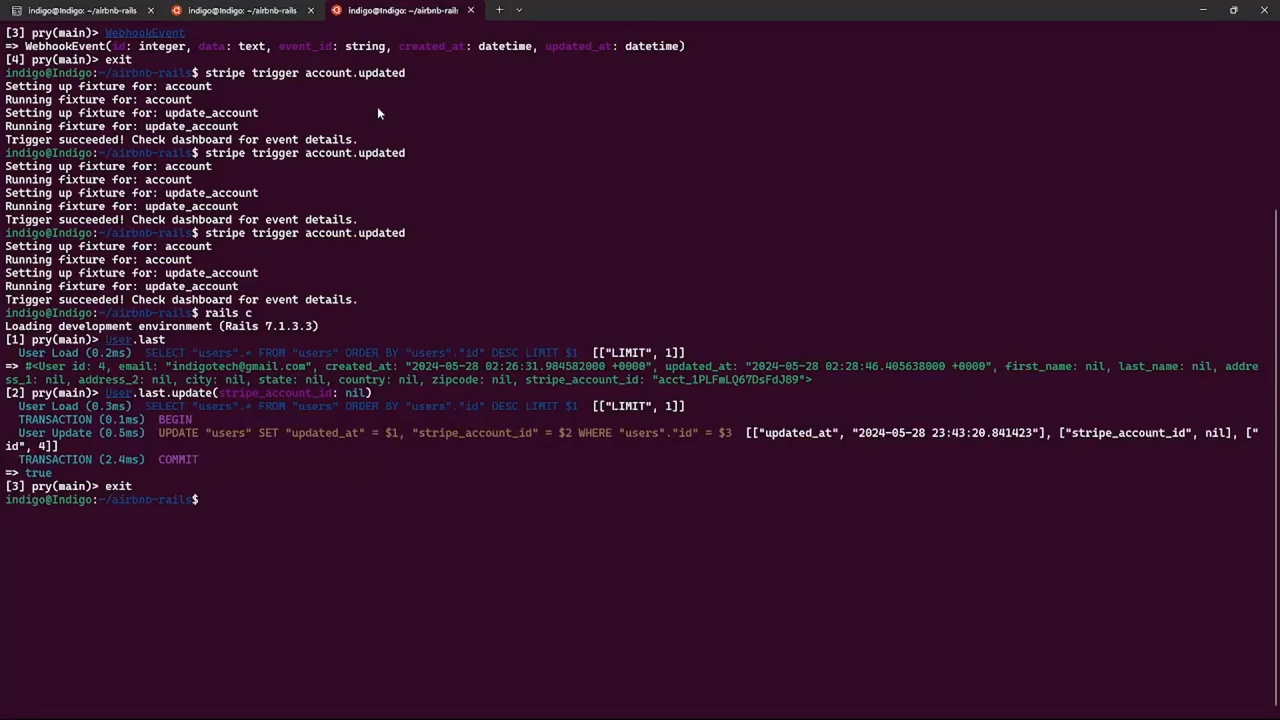 indigo@Indigo: ~/airbnb-rails
indigo@Indigo: ~/airbnb-rails
indigo@Indigo: ~/airbnb-rails
[3] pry(main)> WebhookEvent
=> WebhookEvent(id: integer, data: text, event_id: string, created_at: datetime, updated_at: datetime)
[4] pry(main)> exit
indigo@Indigo:~/airbnb-rails$ stripe trigger account.updated
Setting up fixture for: account
Running fixture for: account
Setting up fixture for: update_account
Running fixture for: update_account
Trigger succeeded! Check dashboard for event details.
indigo@Indigo:~/airbnb-rails$ stripe trigger account.updated
Setting up fixture for: account
Running fixture for: account
Setting up fixture for: update_account
Running fixture for: update_account
Trigger succeeded! Check dashboard for event details.
indigo@Indigo:~/airbnb-rails$ stripe trigger account.updated
Setting up fixture for: account
Running fixture for: account
Setting up fixture for: update_account
Running fixture for: update_account
Trigger succeeded! Check dashboard for event details.
indigo@Indigo:~/airbnb-rails$ rails c
Loading development environment (Rails 7.1.3.3)
[1] pry(main)> User.last
User Load (0.2ms)  SELECT "users".* FROM "users" ORDER BY "users"."id" DESC LIMIT $1  [["LIMIT", 1]]
=> #<User id: 4, email: "indigotech@gmail.com", created_at: "2024-05-28 02:26:31.984582000 +0000", updated_at: "2024-05-28 02:28:46.405638000 +0000", first_name: nil, last_name: nil, addre
ss_1: nil, address_2: nil, city: nil, state: nil, country: nil, zipcode: nil, stripe_account_id: "acct_1PLFmLQ67DsFdJ89">
[2] pry(main)> User.last.update(stripe_account_id: nil)
User Load (0.3ms)  SELECT "users".* FROM "users" ORDER BY "users"."id" DESC LIMIT $1  [["LIMIT", 1]]
TRANSACTION (0.1ms)  BEGIN
User Update (0.5ms)  UPDATE "users" SET "updated_at" = $1, "stripe_account_id" = $2 WHERE "users"."id" = $3  [["updated_at", "2024-05-28 23:43:20.841423"], ["stripe_account_id", nil], ["
id", 4]]
TRANSACTION (2.4ms)  COMMIT
=> true
[3] pry(main)> exit
indigo@Indigo:~/airbnb-rails$